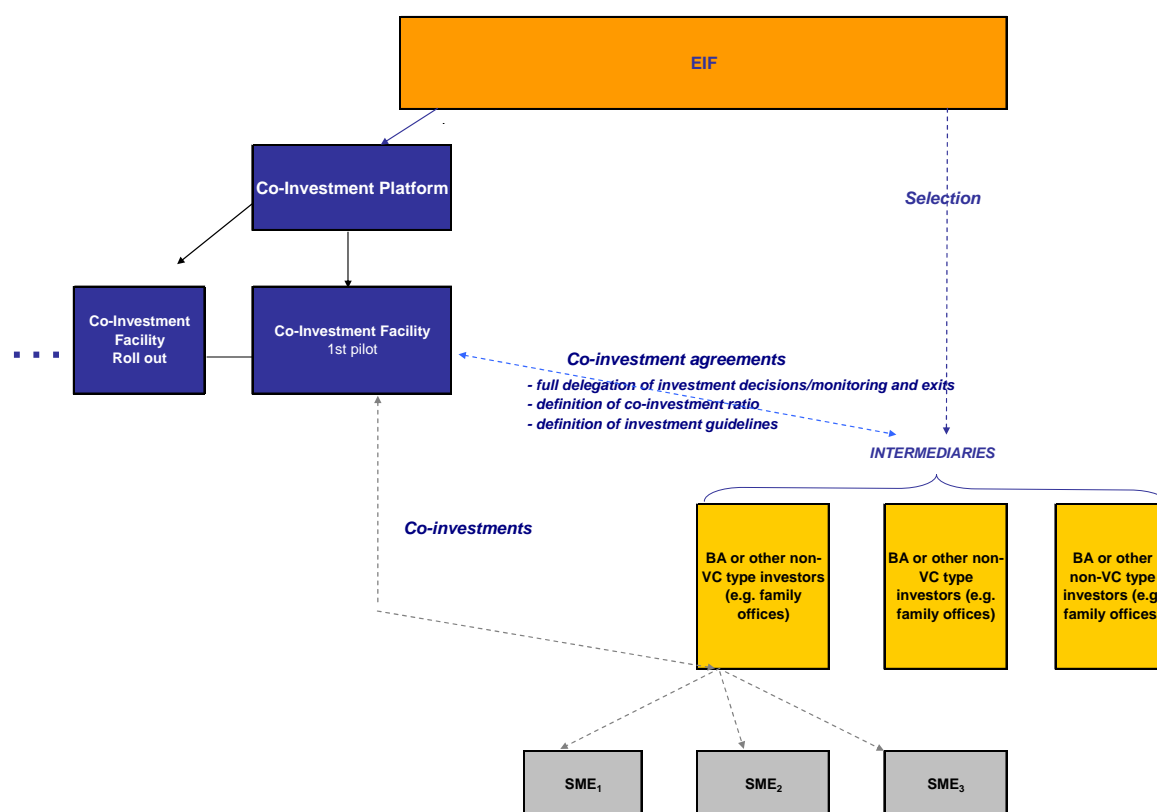 EIF
Co-Investment Platform
Selection
Co-Investment
Facility
Roll out
Co-Investment Facility
1st pilot
Co-investment agreements
- full delegation of investment decisions/monitoring and exits
- definition of co-investment ratio
- definition of investment guidelines
INTERMEDIARIES
Co-investments
BA or other non-
VC type investors
(e.g. family
offices)
BA or other non-
VC type
investors (e.g.
family offices)
BA or other
non-VC type
investors (e.g
family offices
SME₁
SME₂
SME₃